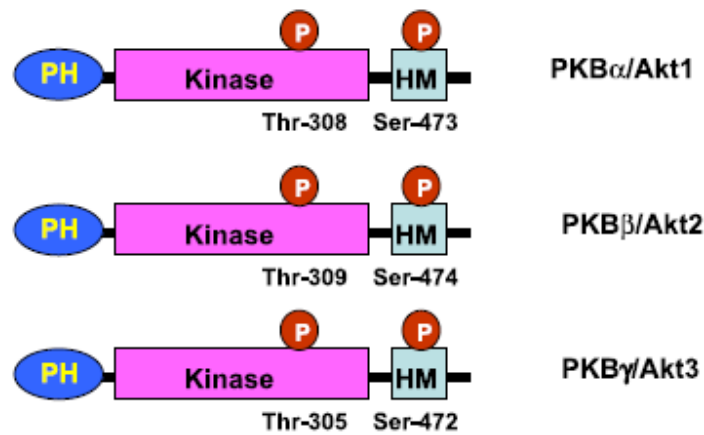 P P
PH Kinase HM PKBα/Akt1
Thr-308 Ser-473
P P
PH Kinase HM PKBβ/Akt2
Thr-309 Ser-474
P P
PH Kinase HM PKBγ/Akt3
Thr-305 Ser-472